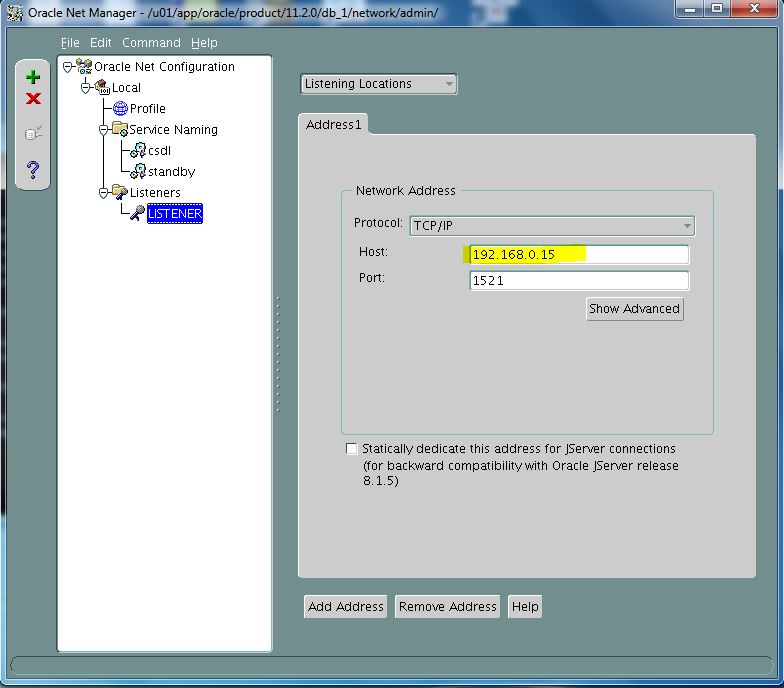 Oracle Net Manager - /u01/app/oracle/product/11.2.0/db_1/network/admin/
File Edit Command Help
Oracle Net Configuration
Local
Profile
Service Naming
csdl
standby
Listeners
LISTENER
Listening Locations
Address1
Network Address
Protocol: TCP/IP
Host: 192.168.0.15
Port: 1521
Show Advanced
Statically dedicate this address for JServer connections
(for backward compatibility with Oracle JServer release
8.1.5)
Add Address Remove Address Help